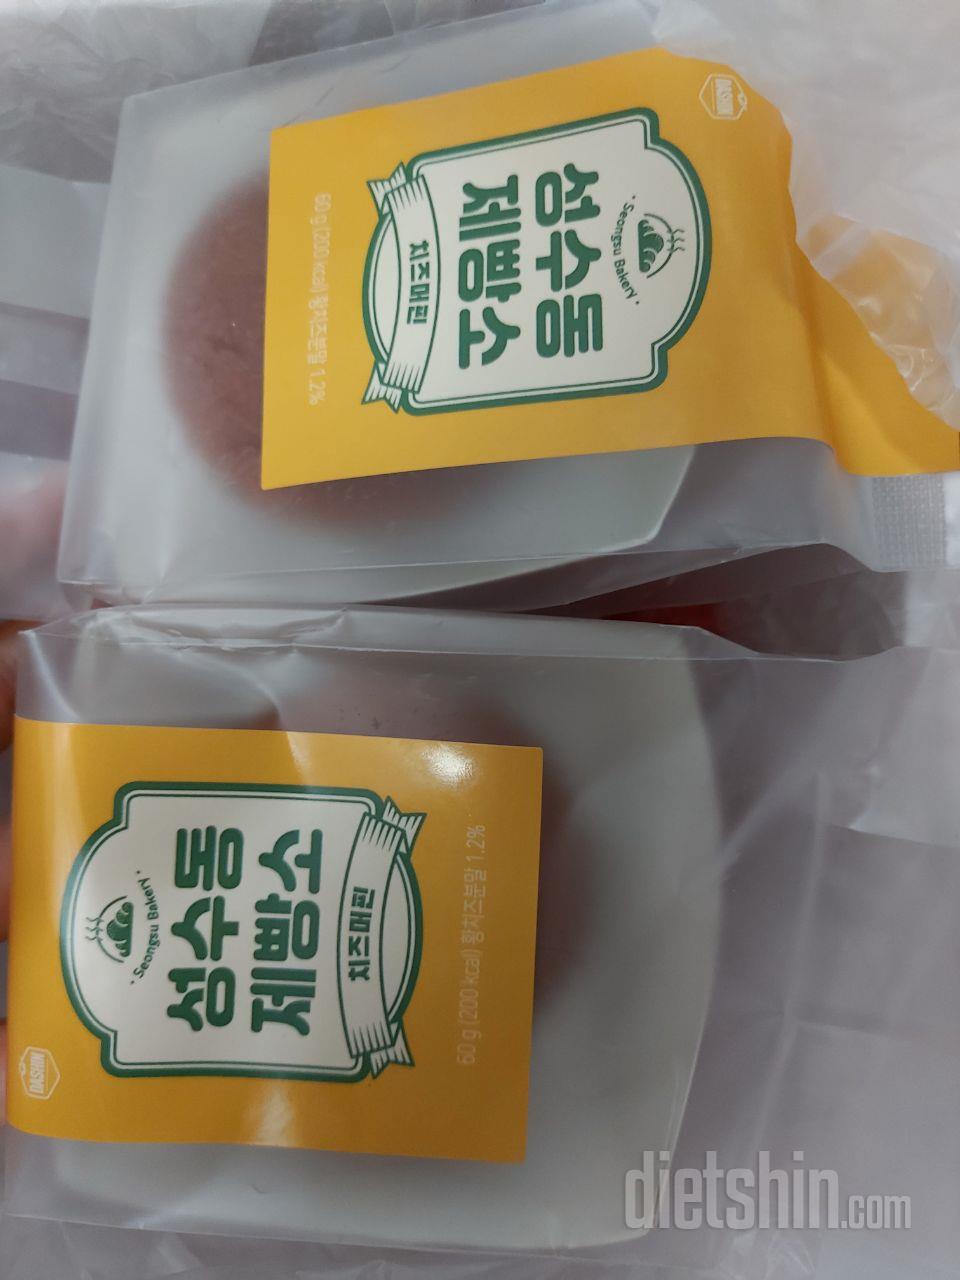 DASHIN
Seongsu Bakery
성수동
제빵소
치즈머핀
60 g (200 kcal) 황치즈분말 1.2%
DASHIN
Seongsu Bakery
성수동
제빵소
치즈머핀
60 g (200 kcal) 황치즈분말 1.2%
dietshin.com